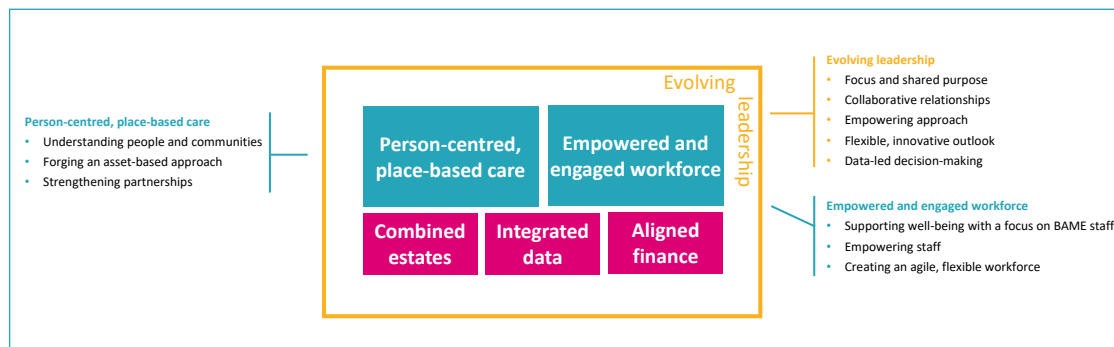 Person-centred, place-based care
• Understanding people and communities
• Forging an asset-based approach
• Strengthening partnerships
Evolving
leadership
Person-centred,
place-based care
Empowered and
engaged workforce
Combined
estates
Integrated
data
Aligned
finance
Evolving leadership
• Focus and shared purpose
• Collaborative relationships
• Empowering approach
• Flexible, innovative outlook
• Data-led decision-making
Empowered and engaged workforce
• Supporting well-being with a focus on BAME staff
• Empowering staff
• Creating an agile, flexible workforce